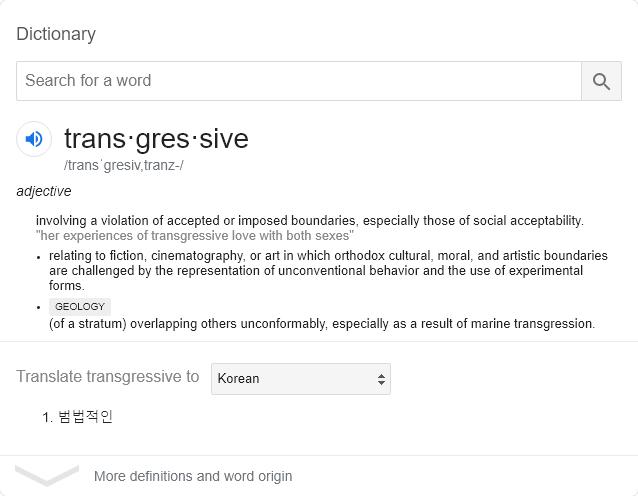 Dictionary
Search for a word
trans·gres·sive
/transˈɡresiv,tranz-/
adjective
involving a violation of accepted or imposed boundaries, especially those of social acceptability.
"her experiences of transgressive love with both sexes"
• relating to fiction, cinematography, or art in which orthodox cultural, moral, and artistic boundaries
are challenged by the representation of unconventional behavior and the use of experimental
forms.
• GEOLOGY
(of a stratum) overlapping others unconformably, especially as a result of marine transgression.
Translate transgressive to Korean
1. 범법적인
More definitions and word origin